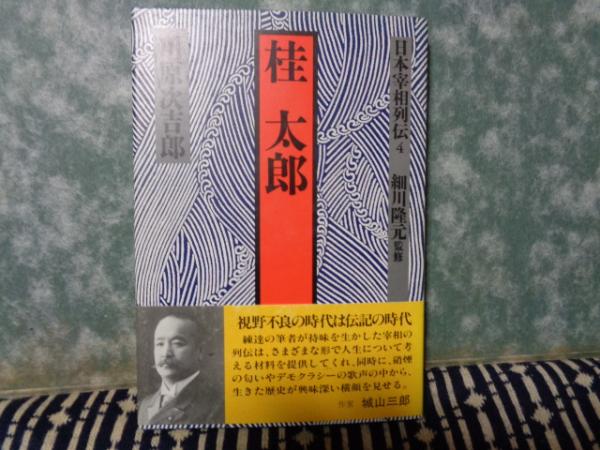 日本宰相列伝 4
細川隆元 監修
桂太郎
川原次吉郎
視野不良の時代は伝記の時代
練達の筆者が持味を生かした宰相の
列伝は、さまざまな形で人生について考
える材料を提供してくれ、同時に、硝煙
の匂いやデモクラシーの歌声の中から、
生きた歴史が興味深い横顔を見せる。
作家 城山三郎